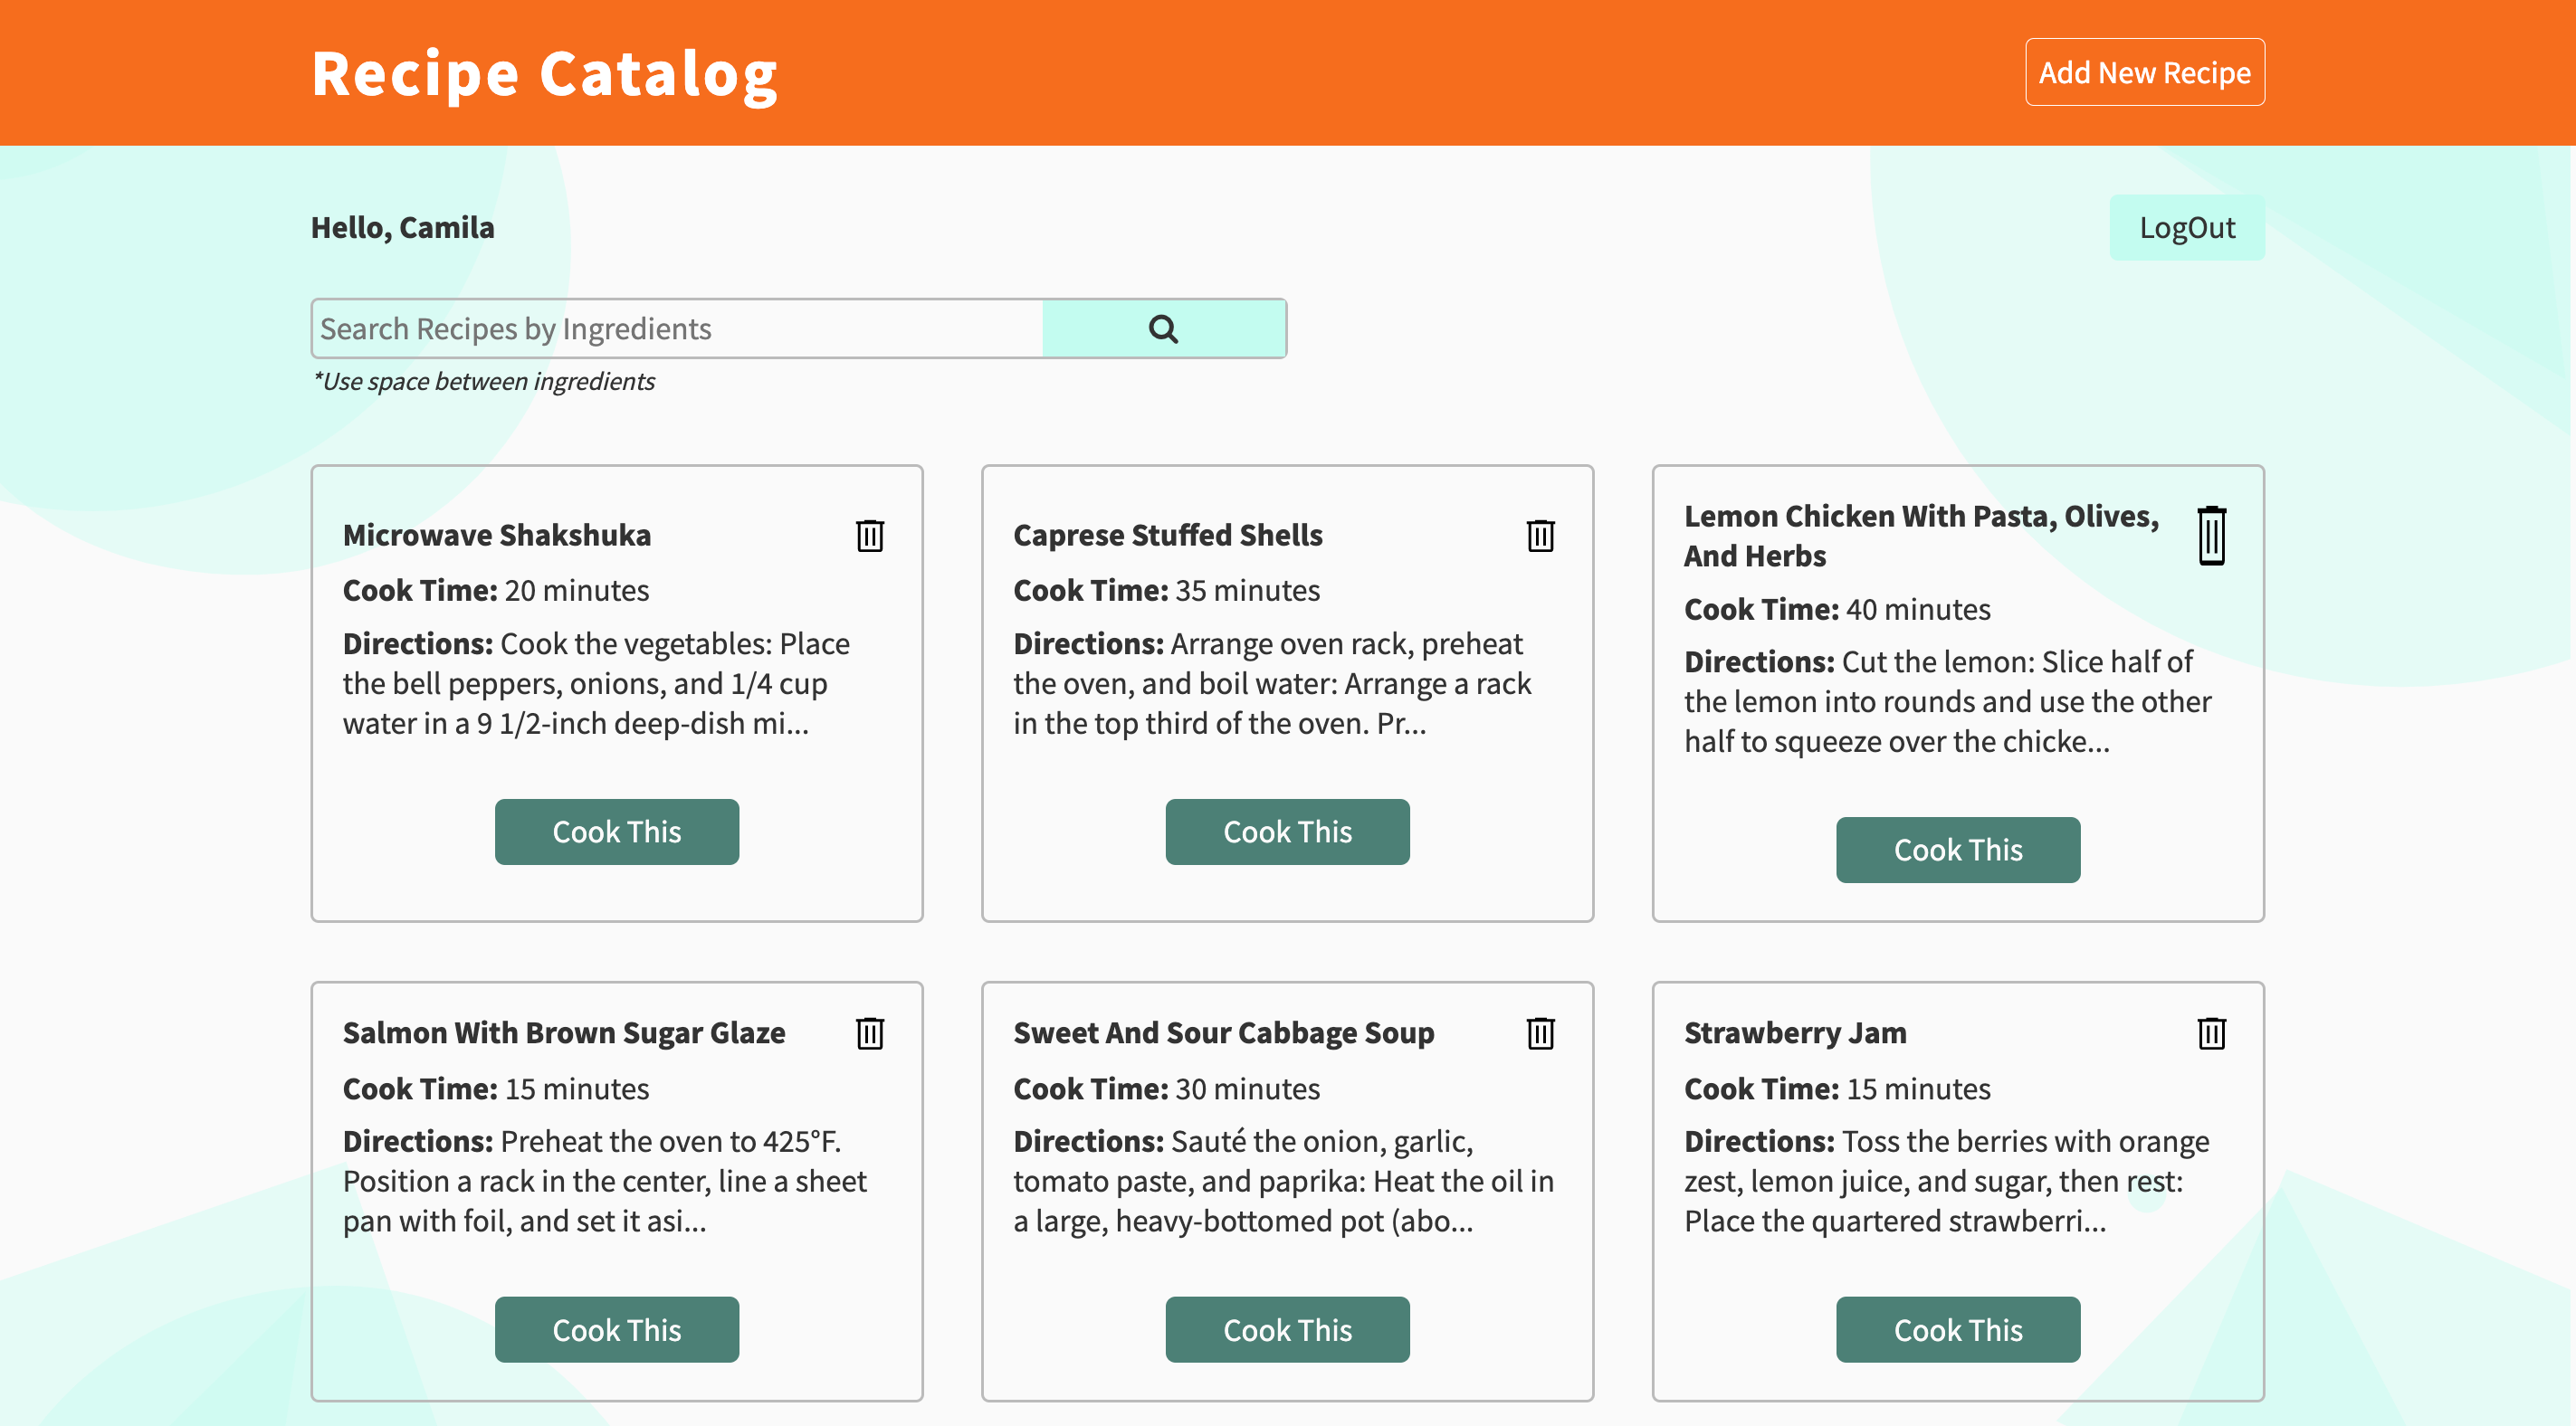 Recipe Catalog
Add New Recipe
Hello, Camila
LogOut
Search Recipes by Ingredients
*Use space between ingredients
Microwave Shakshuka
Cook Time: 20 minutes
Directions: Cook the vegetables: Place
the bell peppers, onions, and 1/4 cup
water in a 9 1/2-inch deep-dish mi...
Cook This
Caprese Stuffed Shells
Cook Time: 35 minutes
Directions: Arrange oven rack, preheat
the oven, and boil water: Arrange a rack
in the top third of the oven. Pr...
Cook This
Lemon Chicken With Pasta, Olives,
And Herbs
Cook Time: 40 minutes
Directions: Cut the lemon: Slice half of
the lemon into rounds and use the other
half to squeeze over the chicke...
Cook This
Salmon With Brown Sugar Glaze
Cook Time: 15 minutes
Directions: Preheat the oven to 425°F.
Position a rack in the center, line a sheet
pan with foil, and set it asi...
Cook This
Sweet And Sour Cabbage Soup
Cook Time: 30 minutes
Directions: Sauté the onion, garlic,
tomato paste, and paprika: Heat the oil in
a large, heavy-bottomed pot (abo...
Cook This
Strawberry Jam
Cook Time: 15 minutes
Directions: Toss the berries with orange
zest, lemon juice, and sugar, then rest:
Place the quartered strawberri...
Cook This